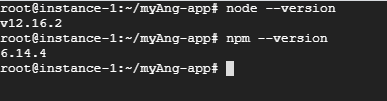 root@instance-1:~/myAng-app# node --version
v12.16.2
root@instance-1:~/myAng-app# npm --version
6.14.4
root@instance-1:~/myAng-app#